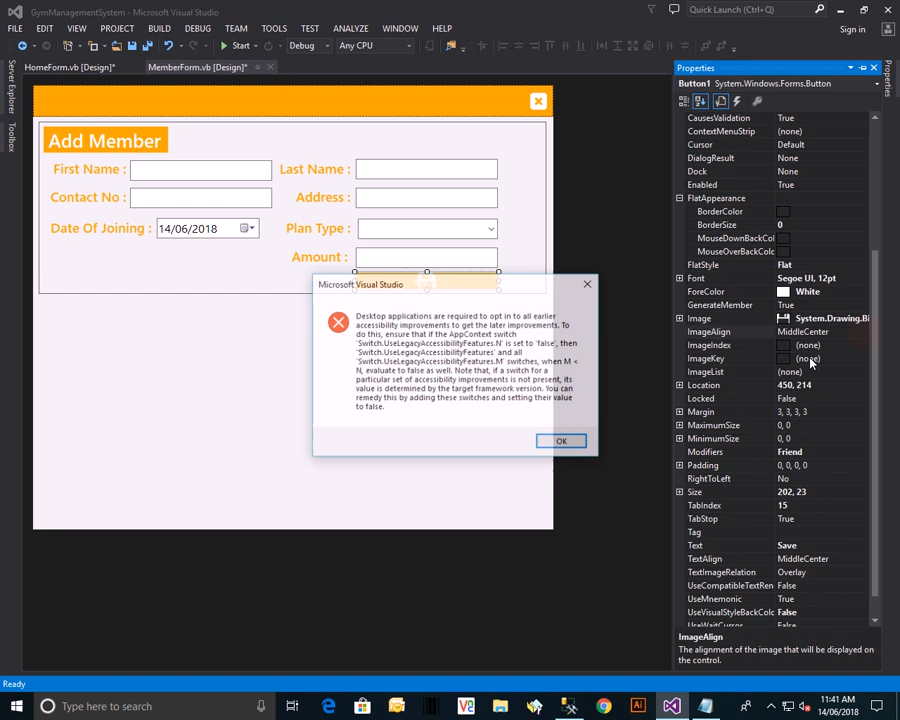 GymManagementSystem - Microsoft Visual Studio
Quick Launch (Ctrl+Q)
FILE EDIT VIEW PROJECT BUILD DEBUG TEAM TOOLS TEST ANALYZE WINDOW HELP
Sign in
Start Debug Any CPU
HomeForm.vb [Design]* MemberForm.vb [Design]*
Server Explorer
Toolbox
Add Member
First Name : Last Name :
Contact No : Address :
Date Of Joining : 14/06/2018 Plan Type :
Amount :
Microsoft Visual Studio
Desktop applications are required to opt in to all earlier
accessibility improvements to get the later improvements. To
do this, ensure that if the AppContext switch
'Switch.UseLegacyAccessibilityFeatures.N' is set to 'false', then
'Switch.UseLegacyAccessibilityFeatures' and all
'Switch.UseLegacyAccessibilityFeatures.M' switches, when M <
N, evaluate to false as well. Note that, if a switch for a
particular set of accessibility improvements is not present, its
value is determined by the target framework version. You can
remedy this by adding these switches and setting their value
to false.
OK
Properties
Button1 System.Windows.Forms.Button
CausesValidation True
ContextMenuStrip (none)
Cursor Default
DialogResult None
Dock None
Enabled True
FlatAppearance
BorderColor
BorderSize 0
MouseDownBackCol
MouseOverBackCol
FlatStyle Flat
Font Segoe UI, 12pt
ForeColor White
GenerateMember True
Image System.Drawing.Bi
ImageAlign MiddleCenter
ImageIndex (none)
ImageKey (none)
ImageList (none)
Location 450, 214
Locked False
Margin 3, 3, 3, 3
MaximumSize 0, 0
MinimumSize 0, 0
Modifiers Friend
Padding 0, 0, 0, 0
RightToLeft No
Size 202, 23
TabIndex 15
TabStop True
Tag
Text Save
TextAlign MiddleCenter
TextImageRelation Overlay
UseCompatibleTextRen False
UseMnemonic True
UseVisualStyleBackColo False
UseWaitCursor False
ImageAlign
The alignment of the image that will be displayed on
the control.
Properties
Ready
Type here to search
11:41 AM
14/06/2018